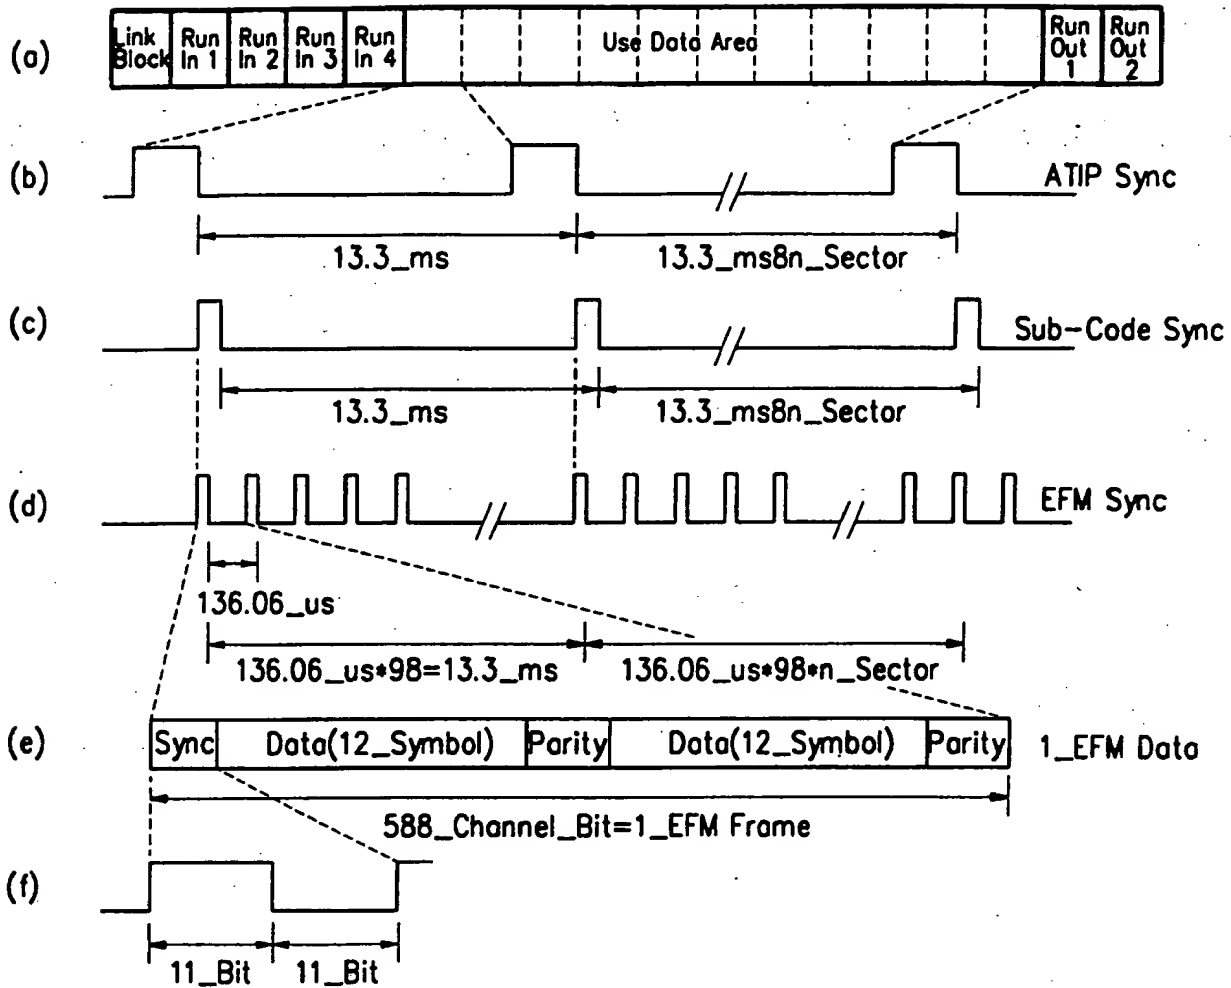 (a)
Link Block
Run In 1
Run In 2
Run In 3
Run In 4
Use Data Area
Run Out 1
Run Out 2
(b)
ATIP Sync
13.3_ms
13.3_ms8n_Sector
(c)
Sub-Code Sync
13.3_ms
13.3_ms8n_Sector
(d)
EFM Sync
136.06_us
136.06_us*98=13.3_ms
136.06_us*98*n_Sector
(e)
Sync
Data(12_Symbol)
Parity
Data(12_Symbol)
Parity
1_EFM Data
588_Channel_Bit=1_EFM Frame
(f)
11_Bit
11_Bit